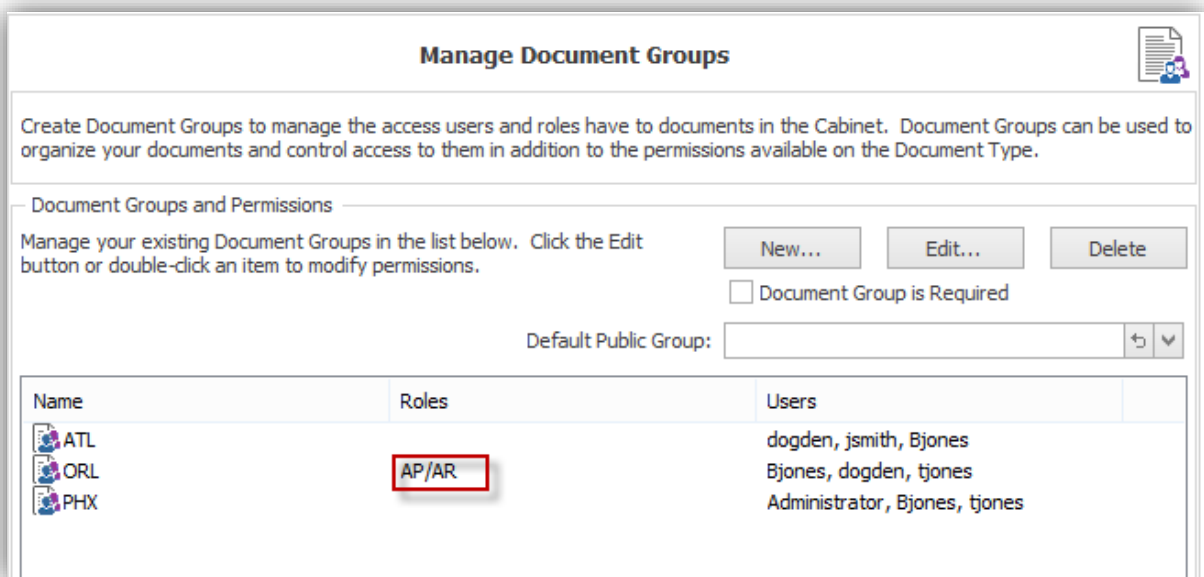 Manage Document Groups
Create Document Groups to manage the access users and roles have to documents in the Cabinet.  Document Groups can be used to
organize your documents and control access to them in addition to the permissions available on the Document Type.
Document Groups and Permissions
Manage your existing Document Groups in the list below.  Click the Edit
button or double-click an item to modify permissions.
New... Edit... Delete
Document Group is Required
Default Public Group:
Name Roles Users
ATL dogden, jsmith, Bjones
ORL AP/AR Bjones, dogden, tjones
PHX Administrator, Bjones, tjones